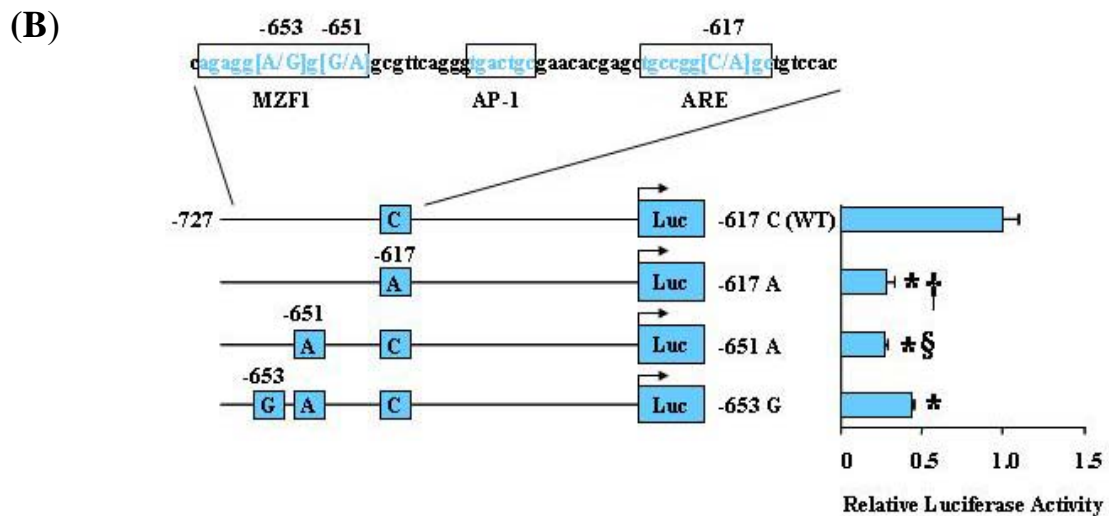 (B)
-653 -651 -617
cagagg[A/G]g[G/A]gcgttcagggtgactgcgaacacgagctgccgg[C/A]gctgtccac
MZF1 AP-1 ARE
-727 C Luc -617 C (WT)
-617
A Luc -617 A *†
-651
A C Luc -651 A *§
-653
G A C Luc -653 G *
0 0.5 1.0 1.5
Relative Luciferase Activity